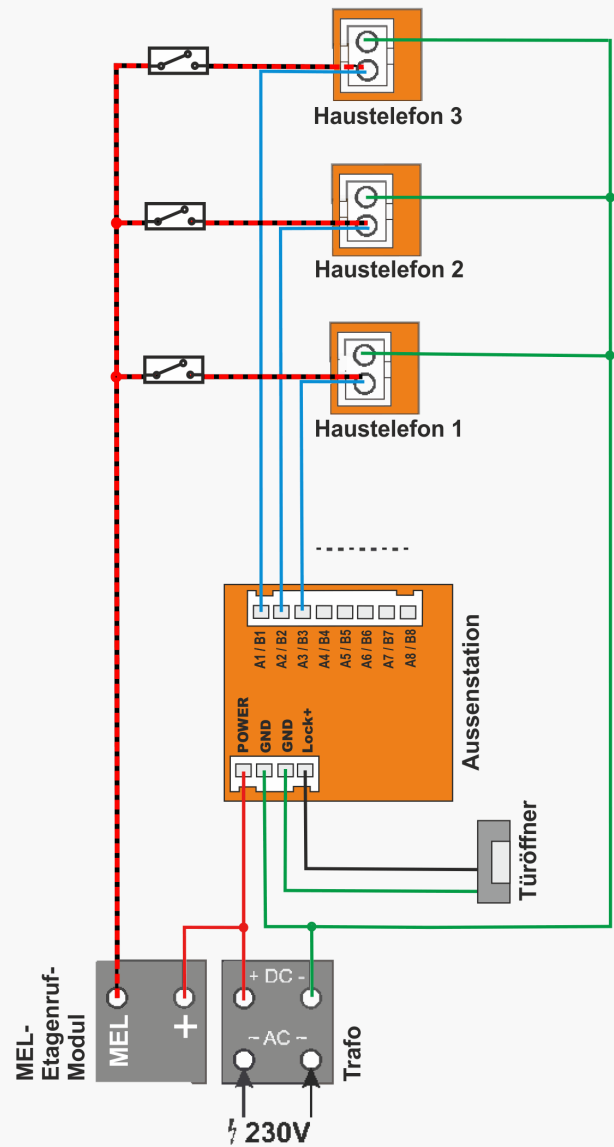 Haustelefon 3
Haustelefon 2
Haustelefon 1
A1 / B1
A2 / B2
A3 / B3
A4 / B4
A5 / B5
A6 / B6
A7 / B7
A8 / B8
POWER
GND
GND
Lock+
Aussenstation
Türöffner
MEL-
Etagenruf-
Modul
MEL
+
+ DC -
~ AC ~
Trafo
230V